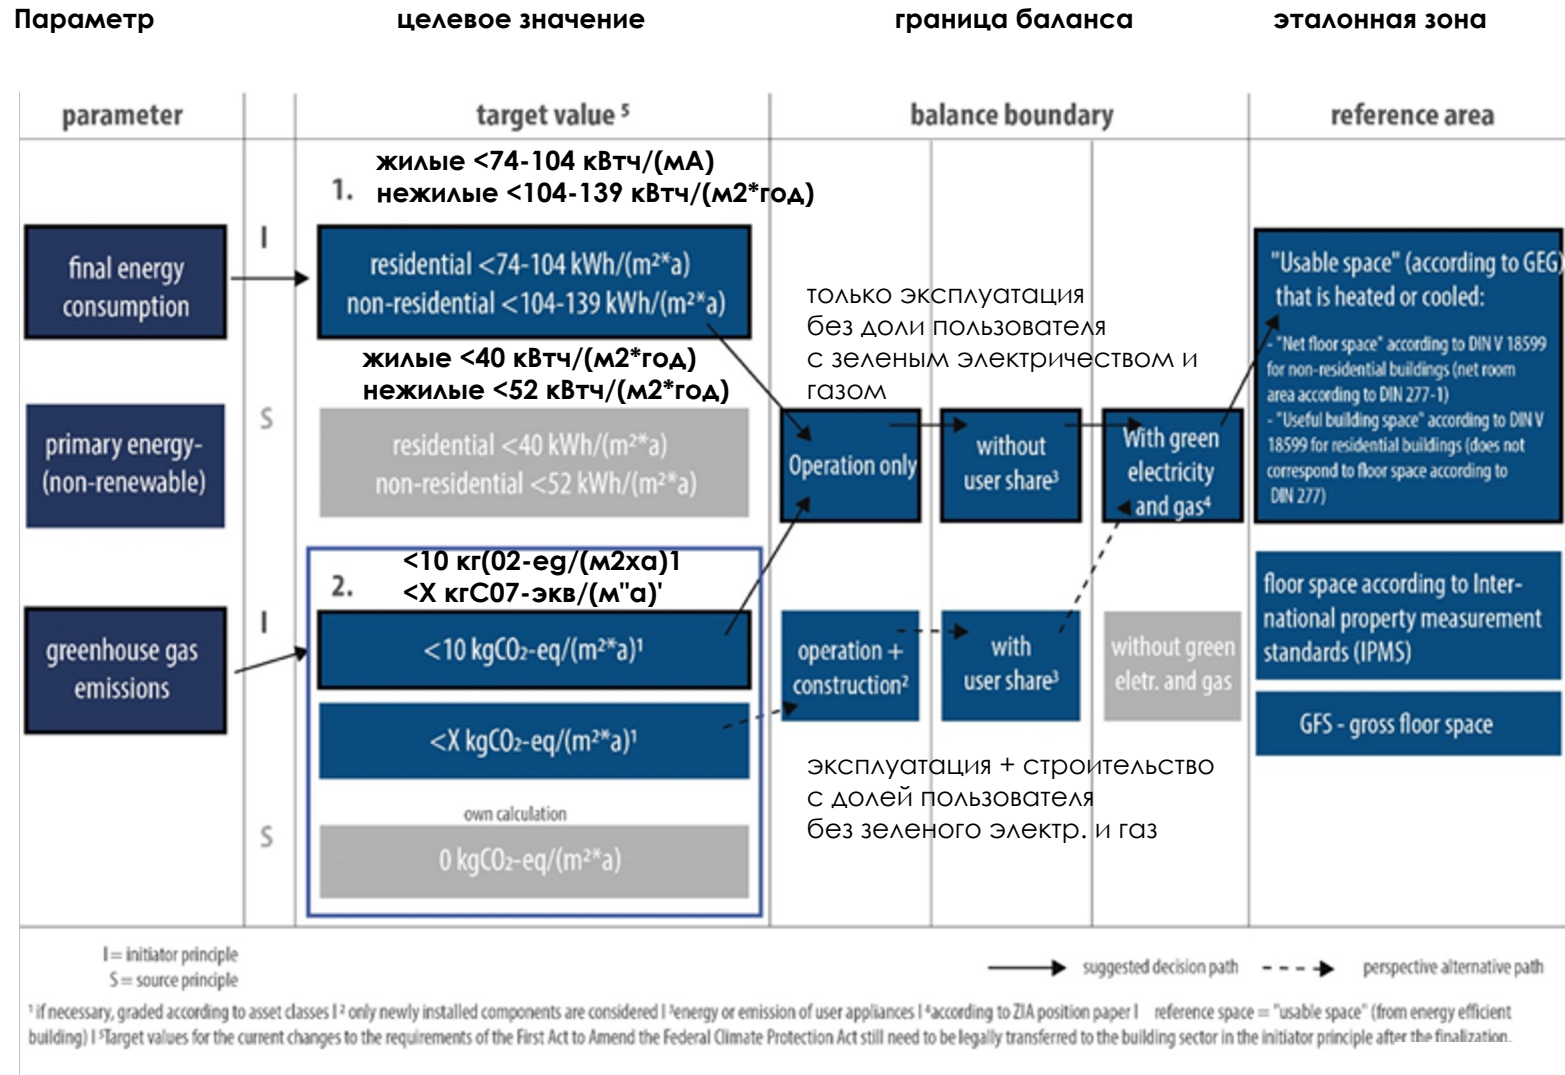 Параметр
целевое значение
граница баланса
эталонная зона
parameter
target value ⁵
balance boundary
reference area
жилые <74-104 кВтч/(мА)
1.
нежилые <104-139 кВтч/(м2*год)
I
final energy
consumption
residential <74-104 kWh/(m²*a)
non-residential <104-139 kWh/(m²*a)
жилые <40 кВтч/(м2*год)
нежилые <52 кВтч/(м2*год)
S
primary energy-
(non-renewable)
residential <40 kWh/(m²*a)
non-residential <52 kWh/(m²*a)
<10 кг(02-eg/(м2xa)1
2.
<X кгС07-экв/(м"а)'
I
greenhouse gas
emissions
<10 kgCO₂-eq/(m²*a)¹
<X kgCO₂-eq/(m²*a)¹
own calculation
S
0 kgCO₂-eq/(m²*a)
только эксплуатация
без доли пользователя
с зеленым электричеством и
газом
Operation only
without
user share³
With green
electricity
and gas⁴
operation +
construction²
with
user share³
without green
eletr. and gas
эксплуатация + строительство
с долей пользователя
без зеленого электр. и газ
"Usable space" (according to GEG)
that is heated or cooled:
- "Net floor space" according to DIN V 18599
for non-residential buildings (net room
area according to DIN 277-1)
- "Useful building space" according to DIN V
18599 for residential buildings (does not
correspond to floor space according to
DIN 277)
floor space according to Inter-
national property measurement
standards (IPMS)
GFS - gross floor space
I = initiator principle
S = source principle
suggested decision path
perspective alternative path
¹ if necessary, graded according to asset classes I ² only newly installed components are considered I ³energy or emission of user appliances I ⁴according to ZIA position paper I reference space = "usable space" (from energy efficient
building) I ⁵Target values for the current changes to the requirements of the First Act to Amend the Federal Climate Protection Act still need to be legally transferred to the building sector in the initiator principle after the finalization.